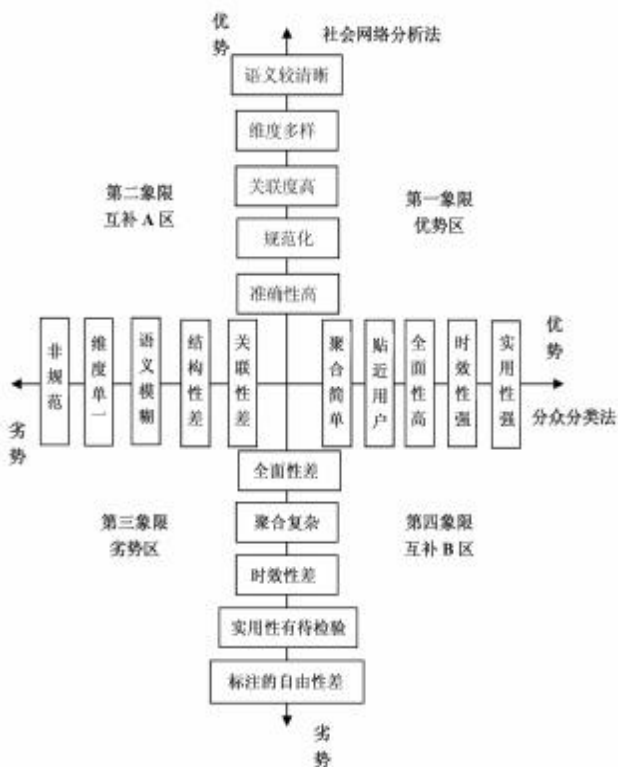 优势
社会网络分析法
语义较清晰
维度多样
关联度高
规范化
准确性高
第二象限
互补 A 区
第一象限
优势区
非规范
维度单一
语义模糊
结构性差
关联性差
聚合简单
贴近用户
全面性高
时效性强
实用性强
优势
劣势
分众分类法
全面性差
聚合复杂
时效性差
实用性有待检验
标注的自由性差
第三象限
劣势区
第四象限
互补 B 区
劣势